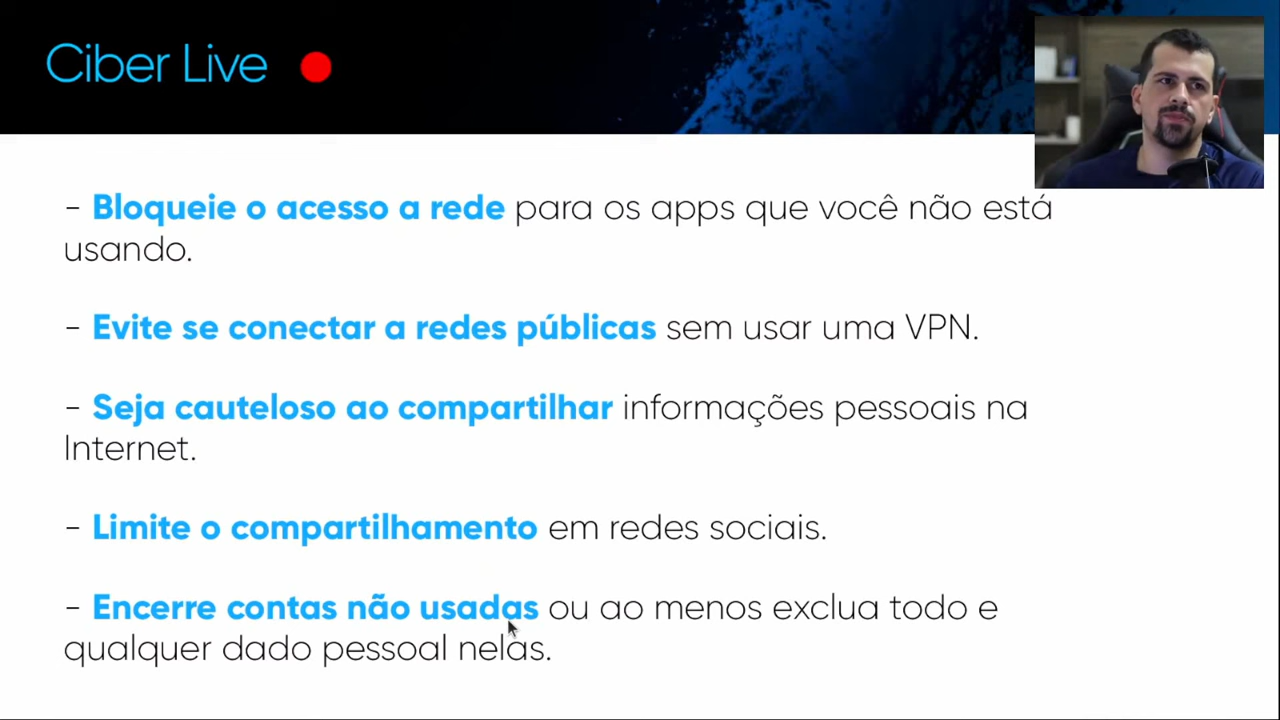 Ciber Live
- Bloqueie o acesso a rede para os apps que você não está
usando.
- Evite se conectar a redes públicas sem usar uma VPN.
- Seja cauteloso ao compartilhar informações pessoais na
Internet.
- Limite o compartilhamento em redes sociais.
- Encerre contas não usadas ou ao menos exclua todo e
qualquer dado pessoal nelas.